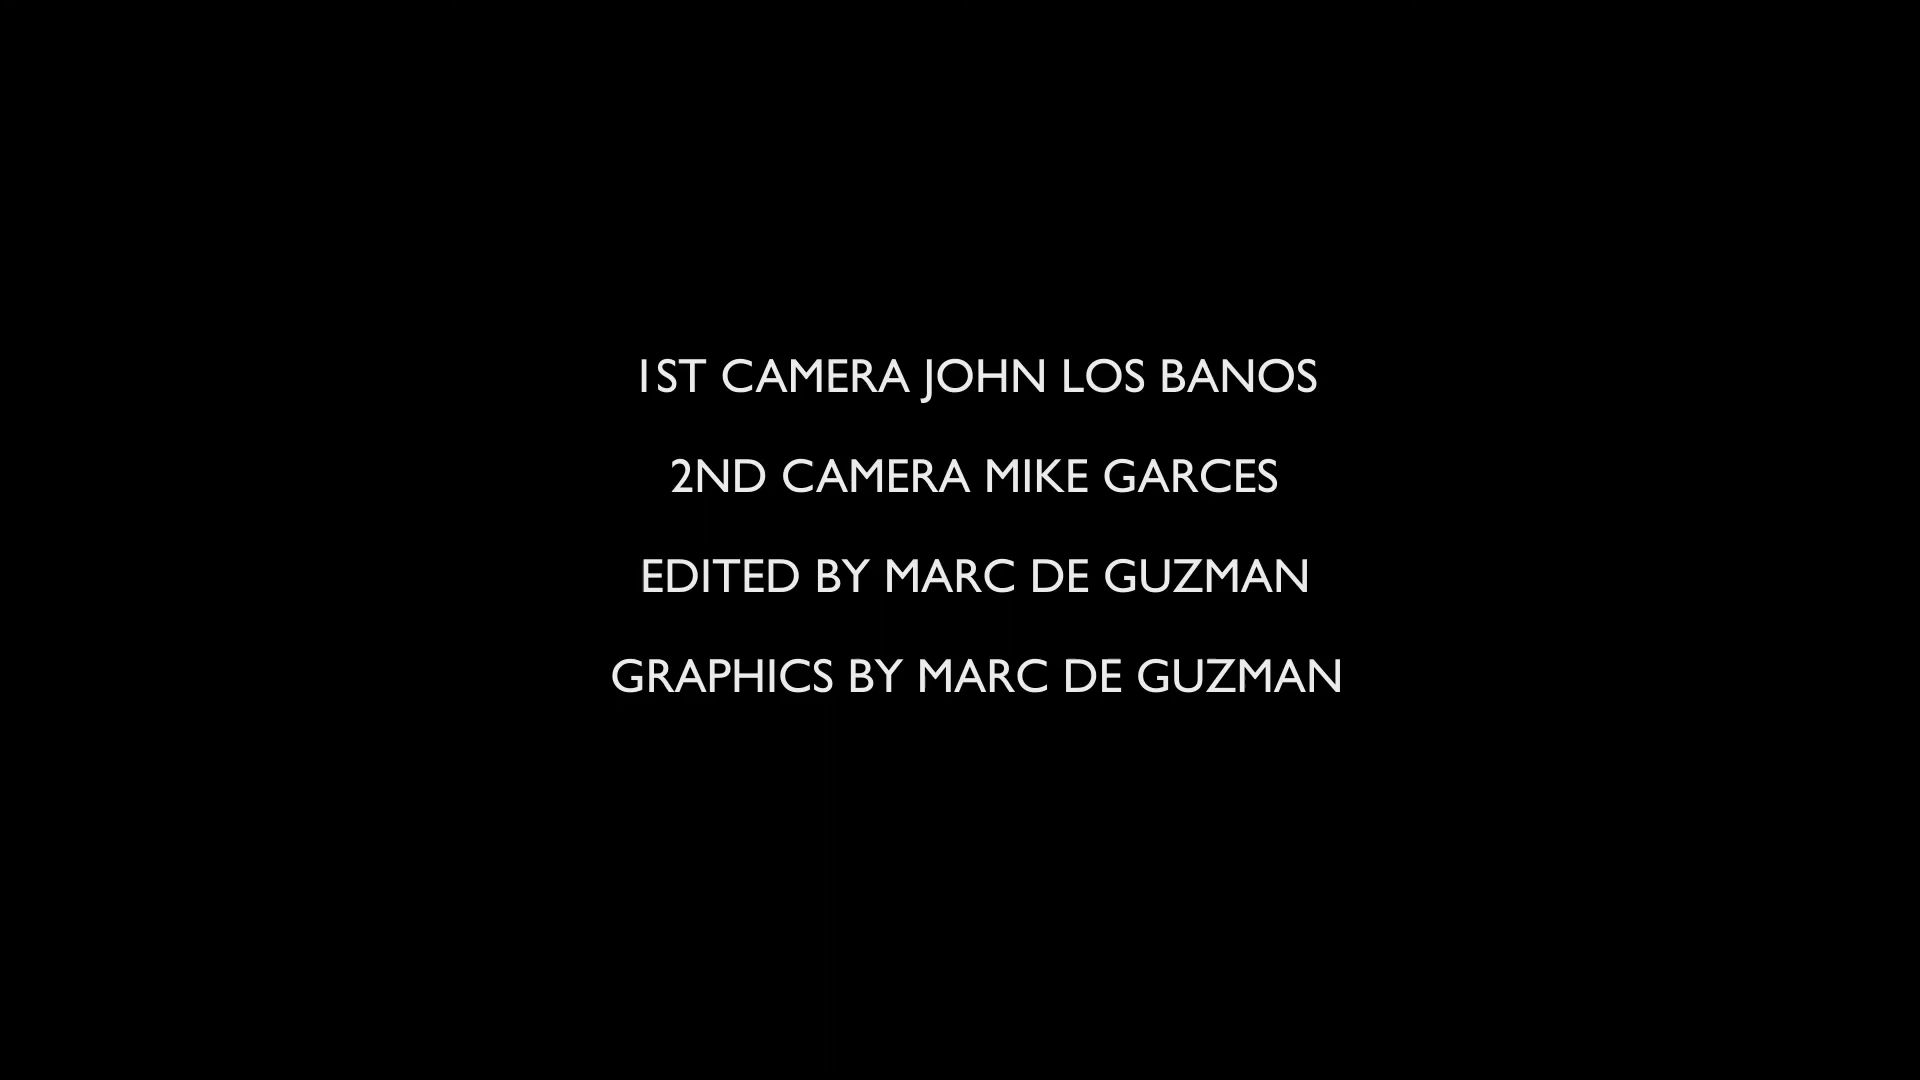 1ST CAMERA JOHN LOS BANOS
2ND CAMERA MIKE GARCES
EDITED BY MARC DE GUZMAN
GRAPHICS BY MARC DE GUZMAN